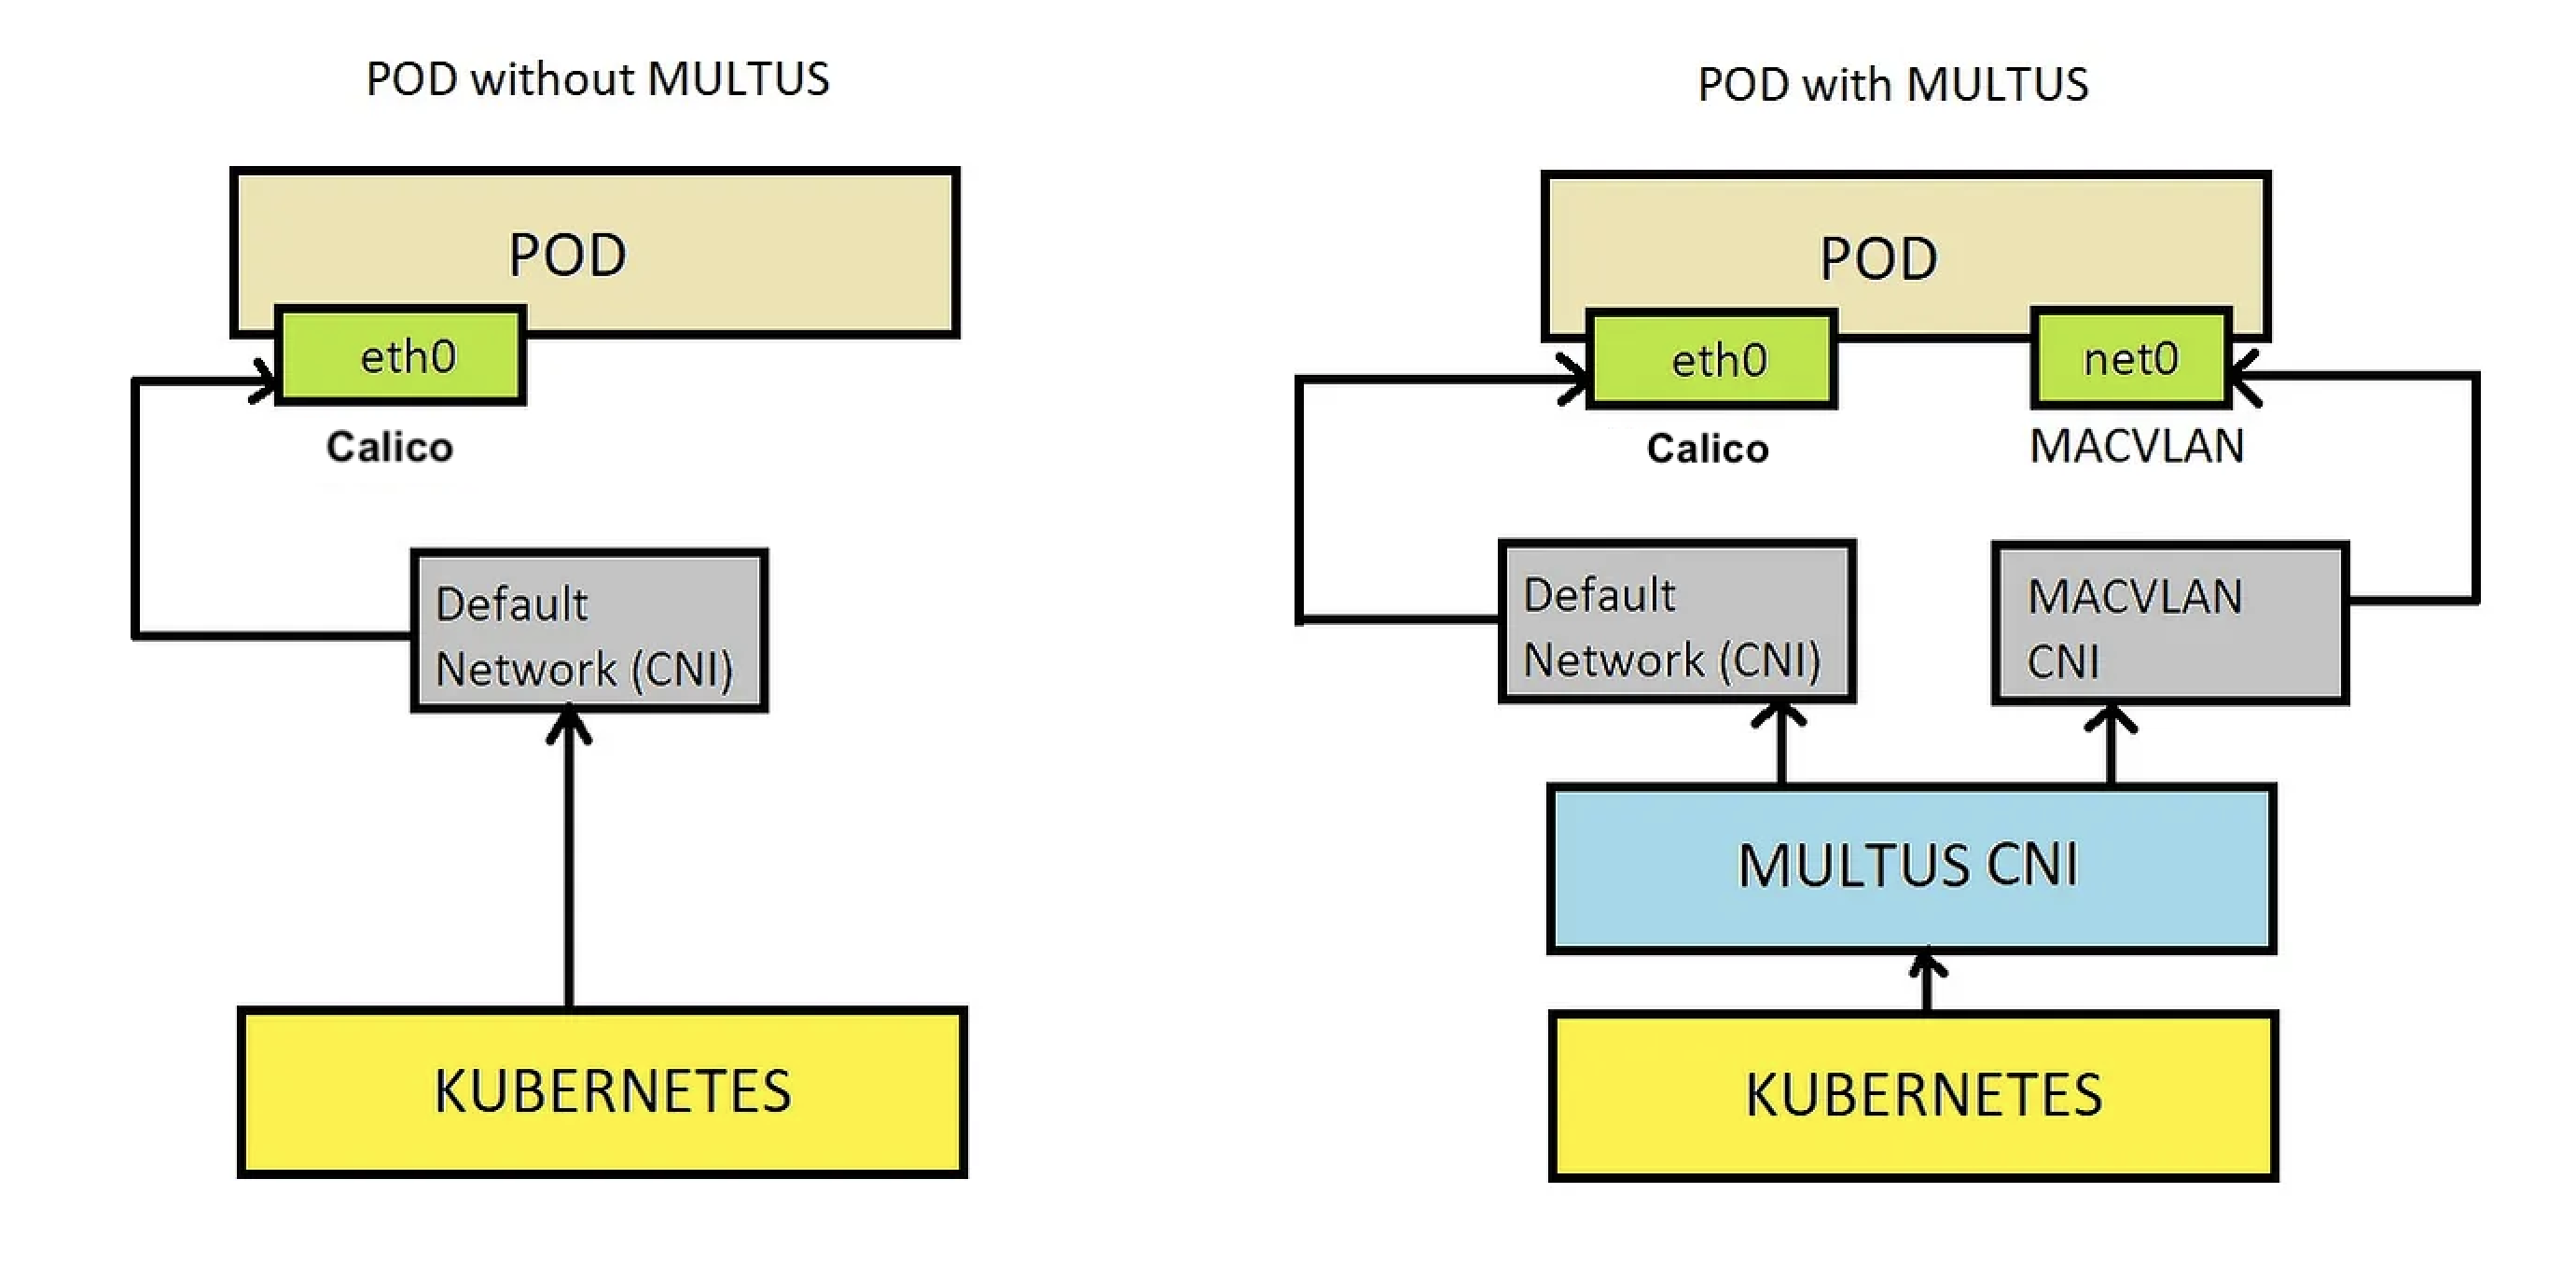 POD without MULTUS
POD
eth0
Calico
Default
Network (CNI)
KUBERNETES
POD with MULTUS
POD
eth0
net0
Calico
MACVLAN
Default
Network (CNI)
MACVLAN
CNI
MULTUS CNI
KUBERNETES